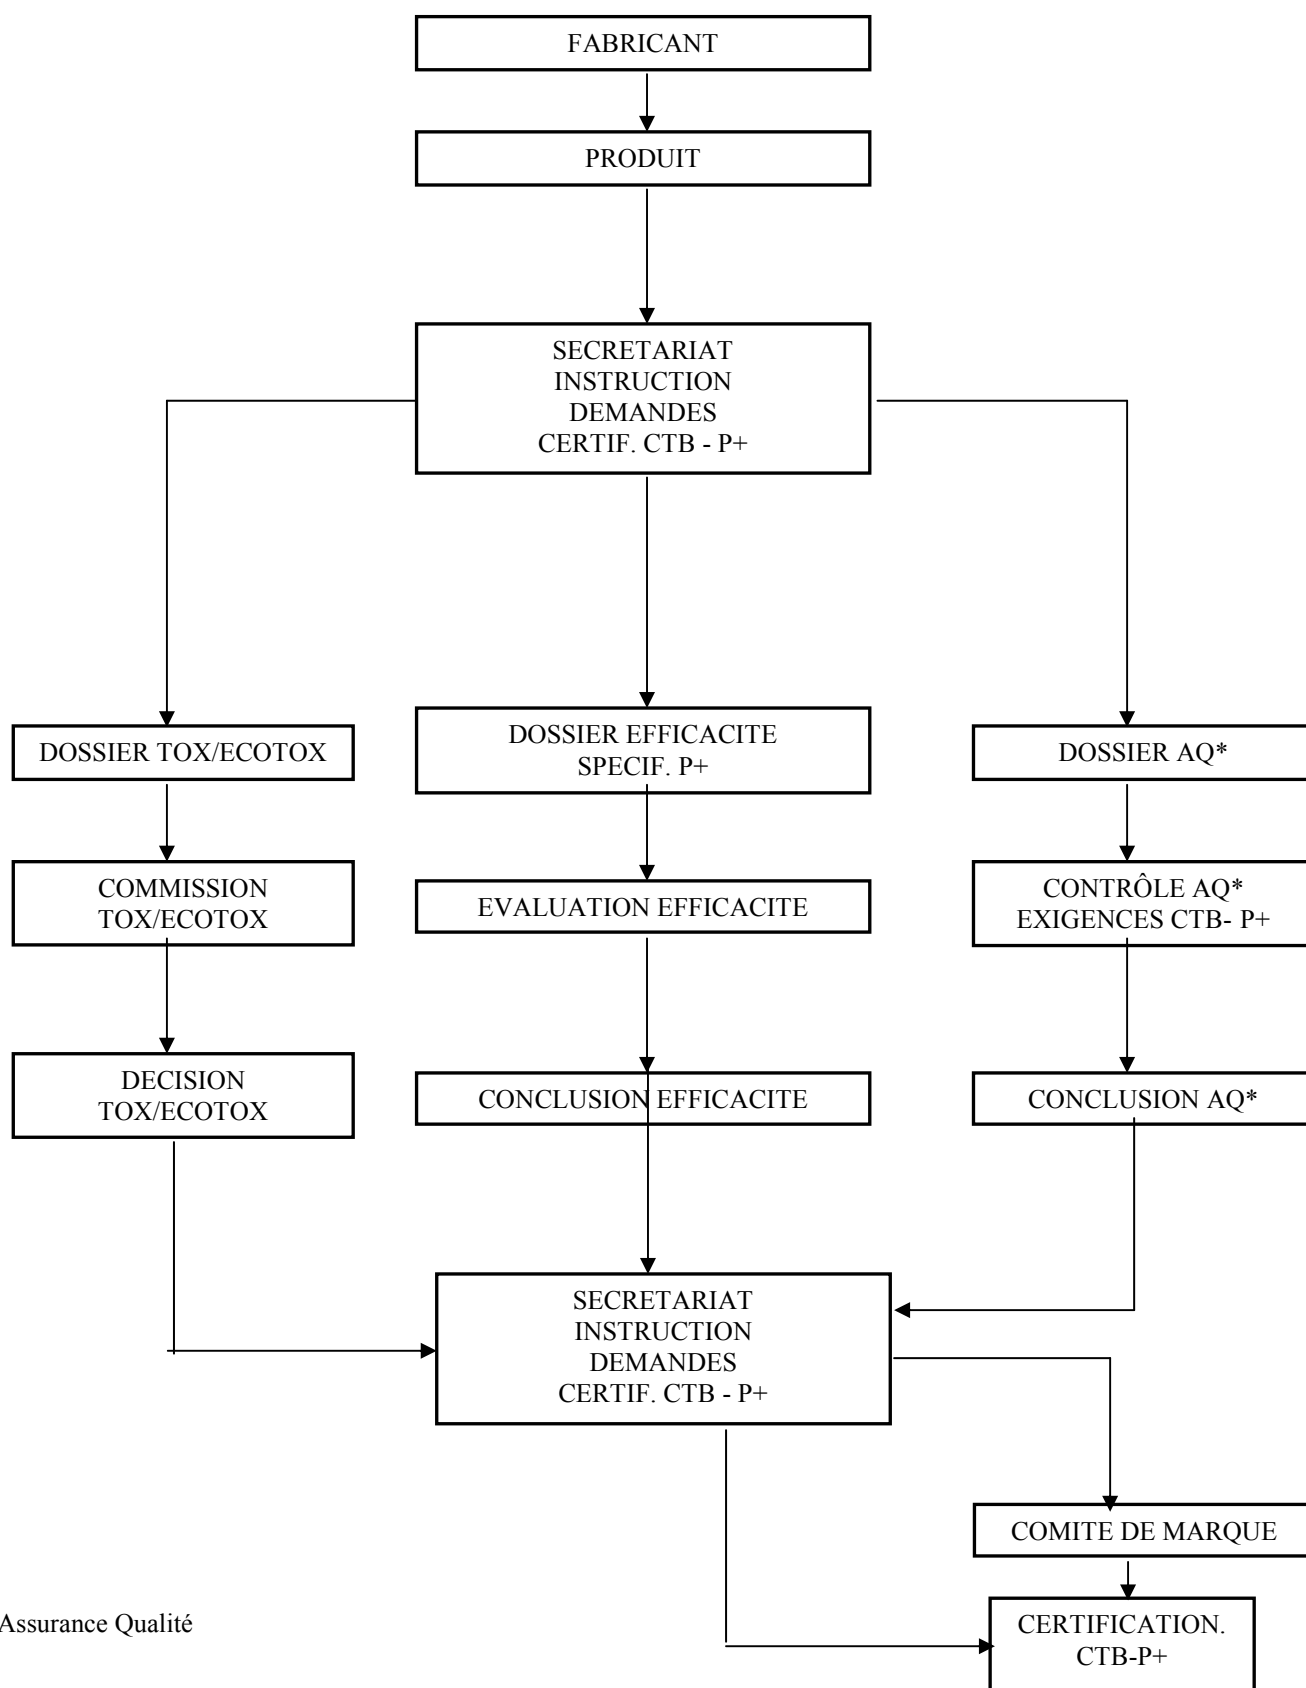 FABRICANT
PRODUIT
SECRETARIAT
INSTRUCTION
DEMANDES
CERTIF. CTB - P+
DOSSIER TOX/ECOTOX
DOSSIER EFFICACITE
SPECIF. P+
DOSSIER AQ*
COMMISSION
TOX/ECOTOX
EVALUATION EFFICACITE
CONTRÔLE AQ*
EXIGENCES CTB- P+
DECISION
TOX/ECOTOX
CONCLUSION EFFICACITE
CONCLUSION AQ*
SECRETARIAT
INSTRUCTION
DEMANDES
CERTIF. CTB - P+
COMITE DE MARQUE
CERTIFICATION.
CTB-P+
Assurance Qualité